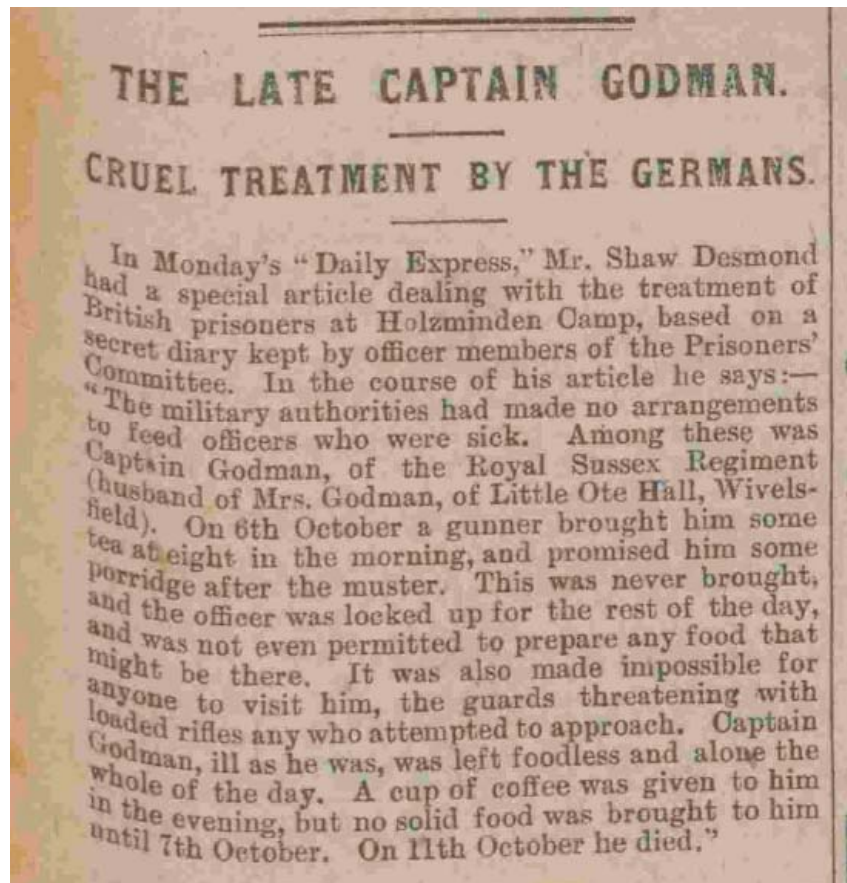 THE LATE CAPTAIN GODMAN.
CRUEL TREATMENT BY THE GERMANS.
In Monday's "Daily Express," Mr. Shaw Desmond
had a special article dealing with the treatment of
British prisoners at Holzminden Camp, based on a
secret diary kept by officer members of the Prisoners'
Committee. In the course of his article he says:—
"The military authorities had made no arrangements
to feed officers who were sick. Among these was
Captain Godman, of the Royal Sussex Regiment
(husband of Mrs. Godman, of Little Ote Hall, Wivels-
field). On 6th October a gunner brought him some
tea at eight in the morning, and promised him some
porridge after the muster. This was never brought,
and the officer was locked up for the rest of the day,
and was not even permitted to prepare any food that
might be there. It was also made impossible for
anyone to visit him, the guards threatening with
loaded rifles any who attempted to approach. Captain
Godman, ill as he was, was left foodless and alone the
whole of the day. A cup of coffee was given to him
in the evening, but no solid food was brought to him
until 7th October. On 11th October he died."